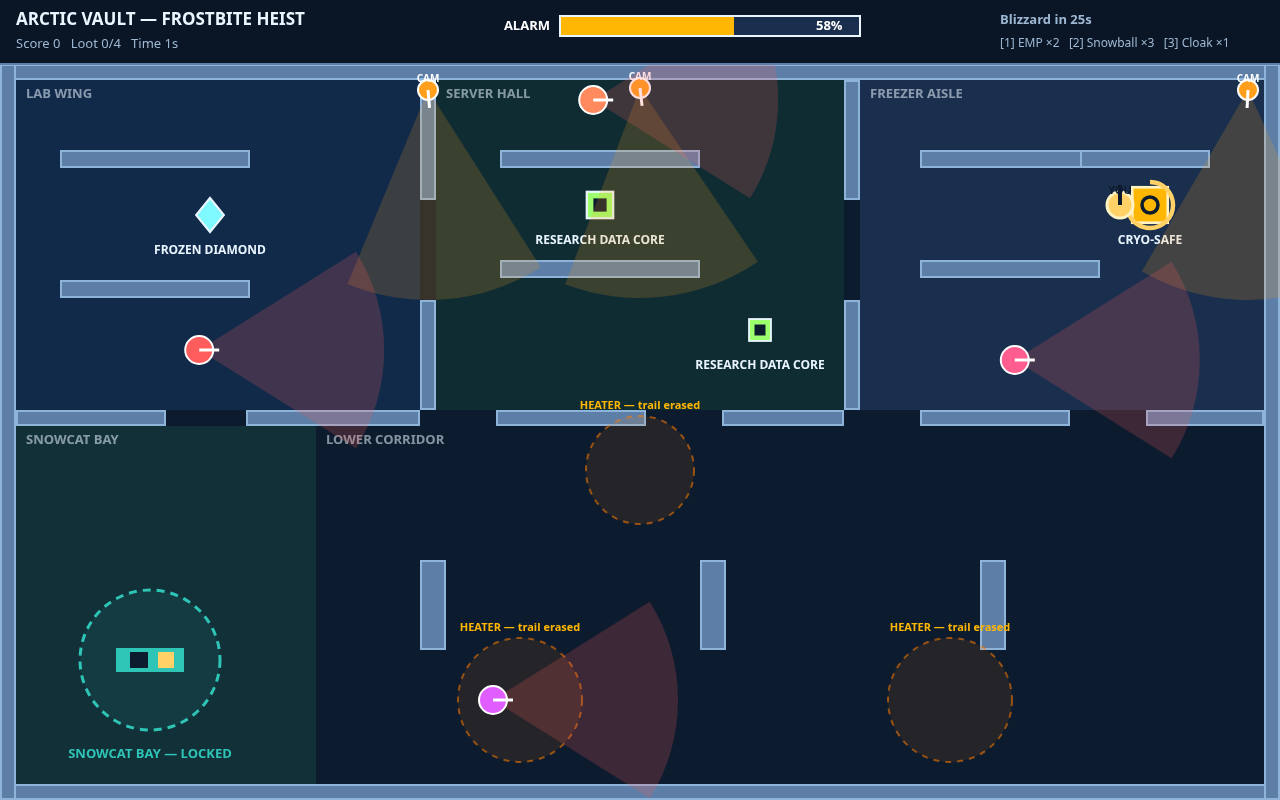 ARCTIC VAULT — FROSTBITE HEIST
Score 0 Loot 0/4 Time 1s
ALARM
58%
Blizzard in 25s
[1] EMP ×2 [2] Snowball ×3 [3] Cloak ×1
CAM
CAM
CAM
LAB WING
SERVER HALL
FREEZER AISLE
FROZEN DIAMOND
RESEARCH DATA CORE
CRYO-SAFE
RESEARCH DATA CORE
HEATER — trail erased
SNOWCAT BAY
LOWER CORRIDOR
HEATER — trail erased
HEATER — trail erased
SNOWCAT BAY — LOCKED